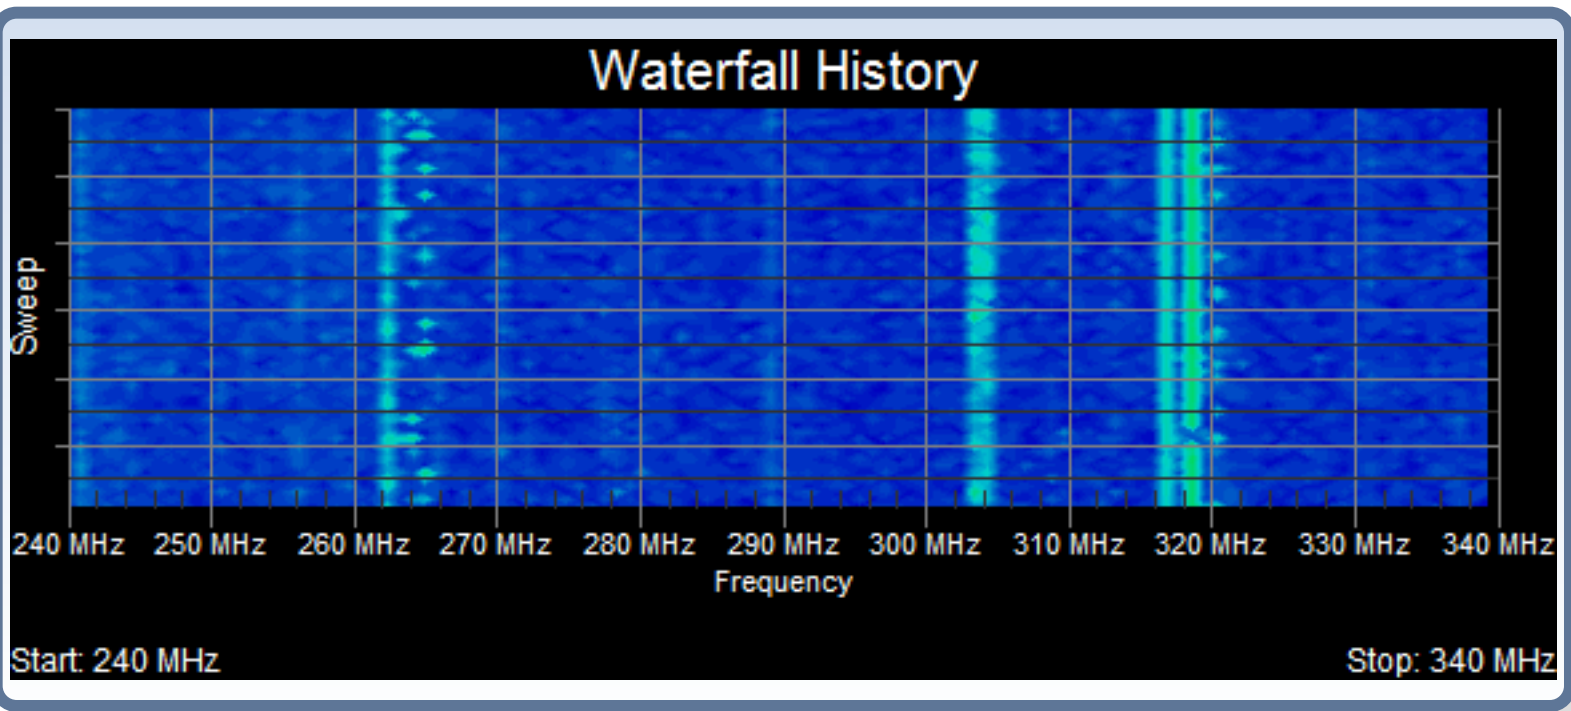 Waterfall History
Sweep
240 MHz 250 MHz 260 MHz 270 MHz 280 MHz 290 MHz 300 MHz 310 MHz 320 MHz 330 MHz 340 MHz
Frequency
Start: 240 MHz Stop: 340 MHz